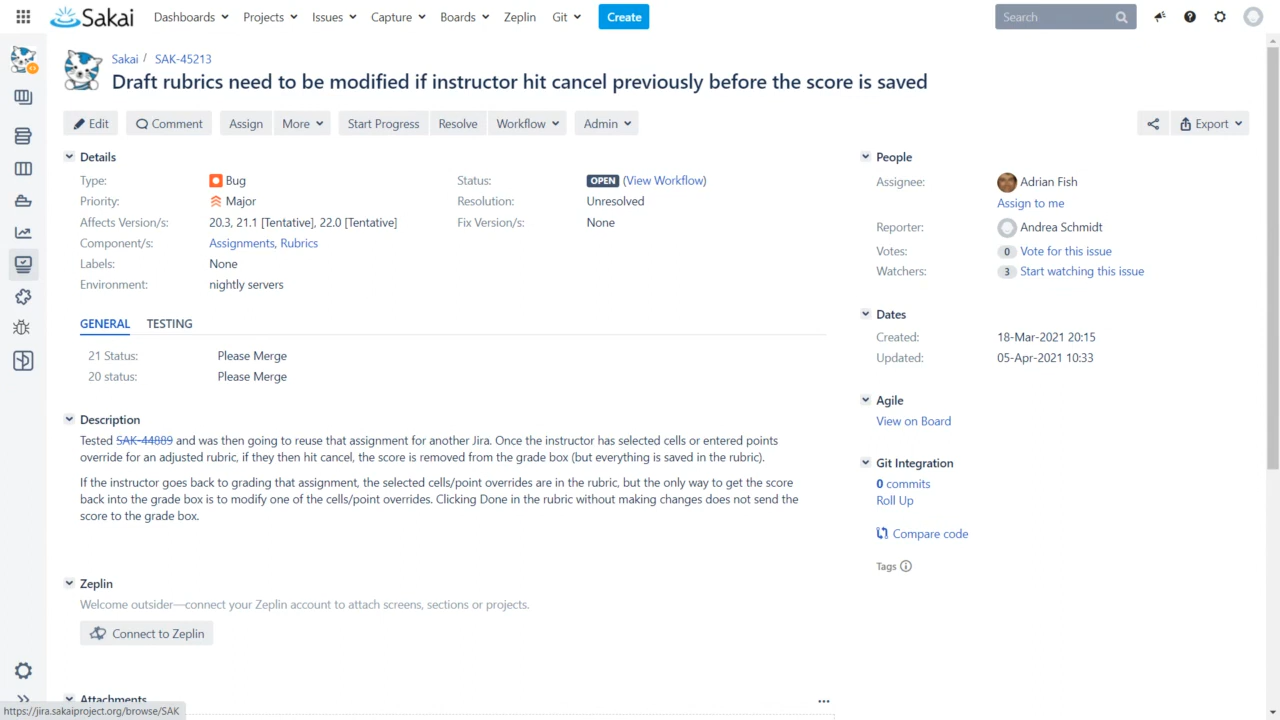 Sakai Dashboards Projects Issues Capture Boards Zeplin Git Create Search
Sakai / SAK-45213
Draft rubrics need to be modified if instructor hit cancel previously before the score is saved
Edit Comment Assign More Start Progress Resolve Workflow Admin Export
Details
Type: Bug
Status: OPEN (View Workflow)
Priority: Major
Resolution: Unresolved
Affects Version/s: 20.3, 21.1 [Tentative], 22.0 [Tentative]
Fix Version/s: None
Component/s: Assignments, Rubrics
Labels: None
Environment: nightly servers
GENERAL TESTING
21 Status: Please Merge
20 status: Please Merge
Description
Tested SAK-44889 and was then going to reuse that assignment for another Jira. Once the instructor has selected cells or entered points
override for an adjusted rubric, if they then hit cancel, the score is removed from the grade box (but everything is saved in the rubric).
If the instructor goes back to grading that assignment, the selected cells/point overrides are in the rubric, but the only way to get the score
back into the grade box is to modify one of the cells/point overrides. Clicking Done in the rubric without making changes does not send the
score to the grade box.
Zeplin
Welcome outsider—connect your Zeplin account to attach screens, sections or projects.
Connect to Zeplin
Attachments
People
Assignee: Adrian Fish
Assign to me
Reporter: Andrea Schmidt
Votes: 0 Vote for this issue
Watchers: 3 Start watching this issue
Dates
Created: 18-Mar-2021 20:15
Updated: 05-Apr-2021 10:33
Agile
View on Board
Git Integration
0 commits
Roll Up
Compare code
Tags
https://jira.sakaiproject.org/browse/SAK